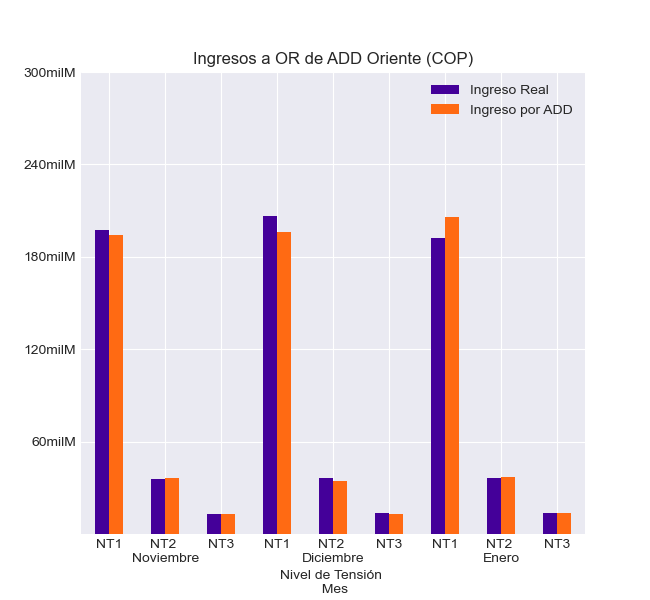 Ingresos a OR de ADD Oriente (COP)
300milM
240milM
180milM
120milM
60milM
Ingreso Real
Ingreso por ADD
NT1 NT2 NT3 NT1 NT2 NT3 NT1 NT2 NT3
Noviembre Diciembre Enero
Nivel de Tensión
Mes